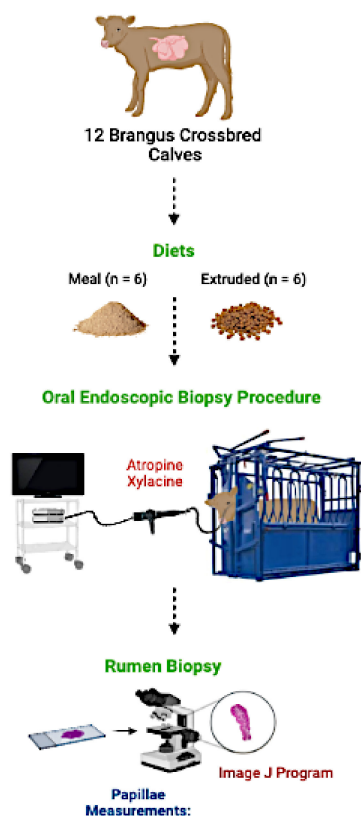 12 Brangus Crossbred
Calves
Diets
Meal (n = 6)
Extruded (n = 6)
Oral Endoscopic Biopsy Procedure
Atropine
Xylacine
Rumen Biopsy
Image J Program
Papillae
Measurements: